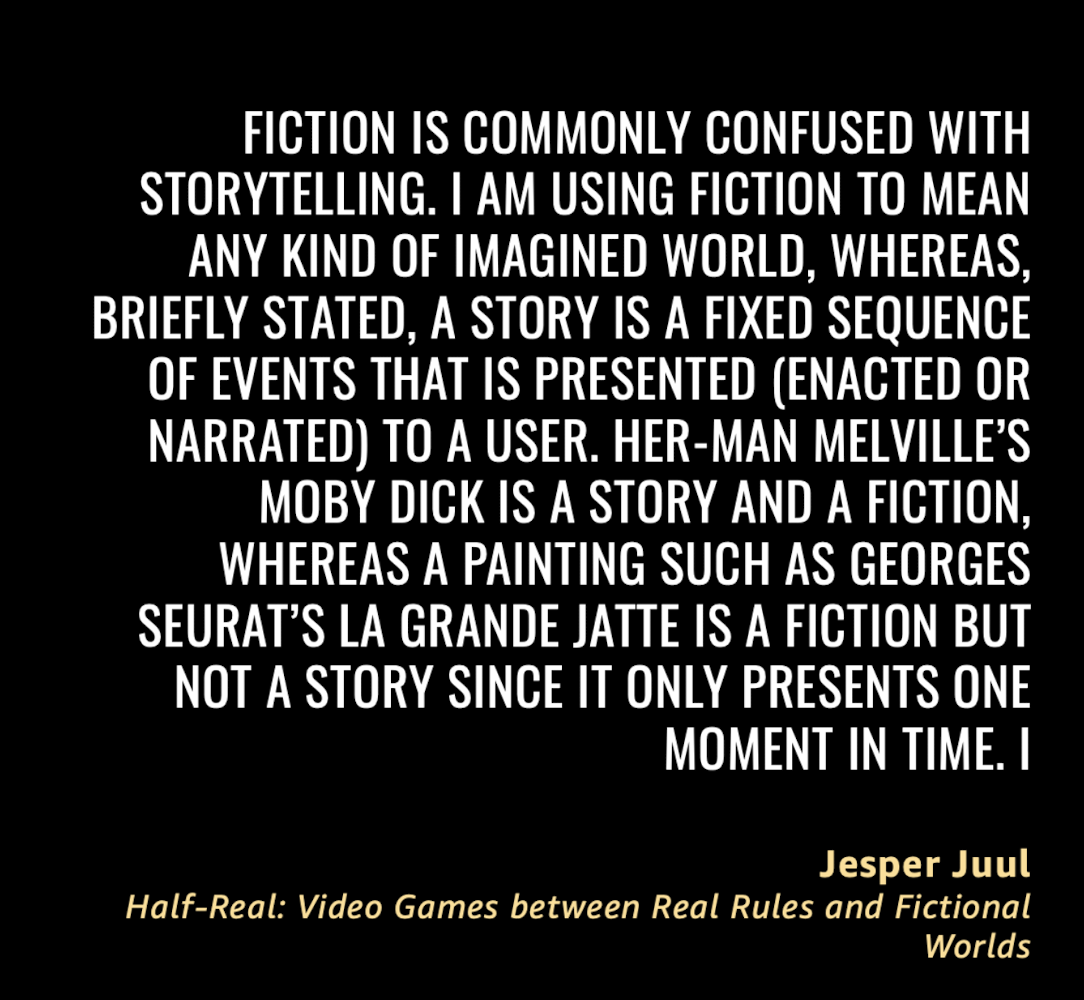 FICTION IS COMMONLY CONFUSED WITH
STORYTELLING. I AM USING FICTION TO MEAN
ANY KIND OF IMAGINED WORLD, WHEREAS,
BRIEFLY STATED, A STORY IS A FIXED SEQUENCE
OF EVENTS THAT IS PRESENTED (ENACTED OR
NARRATED) TO A USER. HER-MAN MELVILLE’S
MOBY DICK IS A STORY AND A FICTION,
WHEREAS A PAINTING SUCH AS GEORGES
SEURAT’S LA GRANDE JATTE IS A FICTION BUT
NOT A STORY SINCE IT ONLY PRESENTS ONE
MOMENT IN TIME. I
Jesper Juul
Half-Real: Video Games between Real Rules and Fictional
Worlds